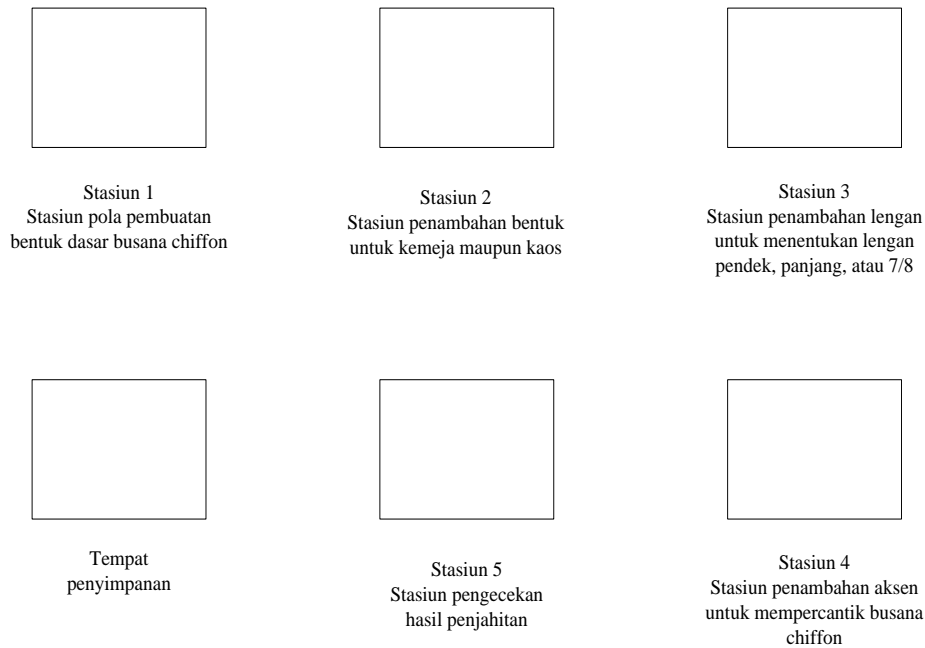 Stasiun 1
Stasiun pola pembuatan
bentuk dasar busana chiffon
Stasiun 2
Stasiun penambahan bentuk
untuk kemeja maupun kaos
Stasiun 3
Stasiun penambahan lengan
untuk menentukan lengan
pendek, panjang, atau 7/8
Tempat
penyimpanan
Stasiun 5
Stasiun pengecekan
hasil penjahitan
Stasiun 4
Stasiun penambahan aksen
untuk mempercantik busana
chiffon